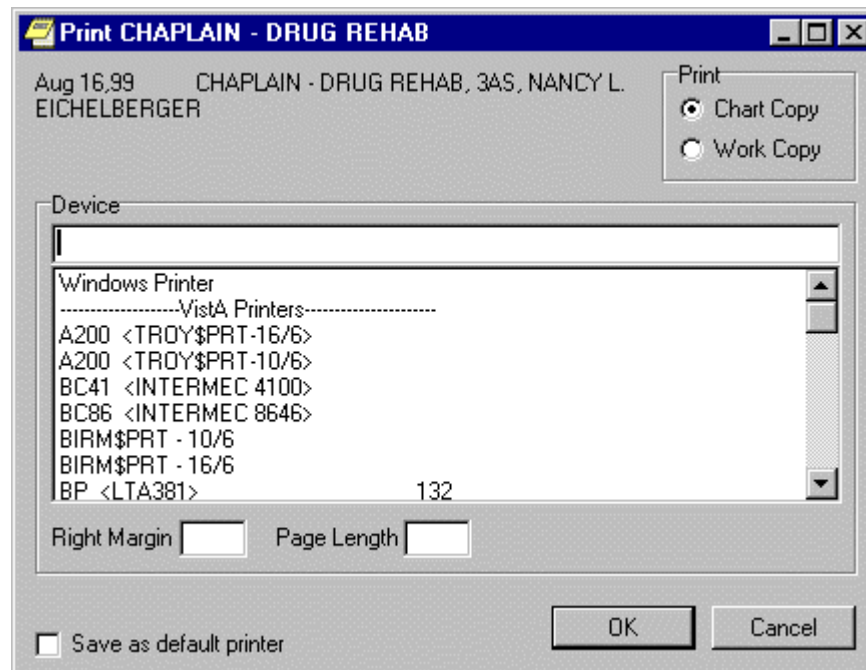 Print CHAPLAIN - DRUG REHAB
Aug 16,99 CHAPLAIN - DRUG REHAB, 3AS, NANCY L.
EICHELBERGER
Print
Chart Copy
Work Copy
Device
Windows Printer
-------------------VistA Printers---------------------
A200 <TROY$PRT-16/6>
A200 <TROY$PRT-10/6>
BC41 <INTERMEC 4100>
BC86 <INTERMEC 8646>
BIRM$PRT - 10/6
BIRM$PRT - 16/6
BP <LTA381> 132
Right Margin Page Length
Save as default printer
OK Cancel